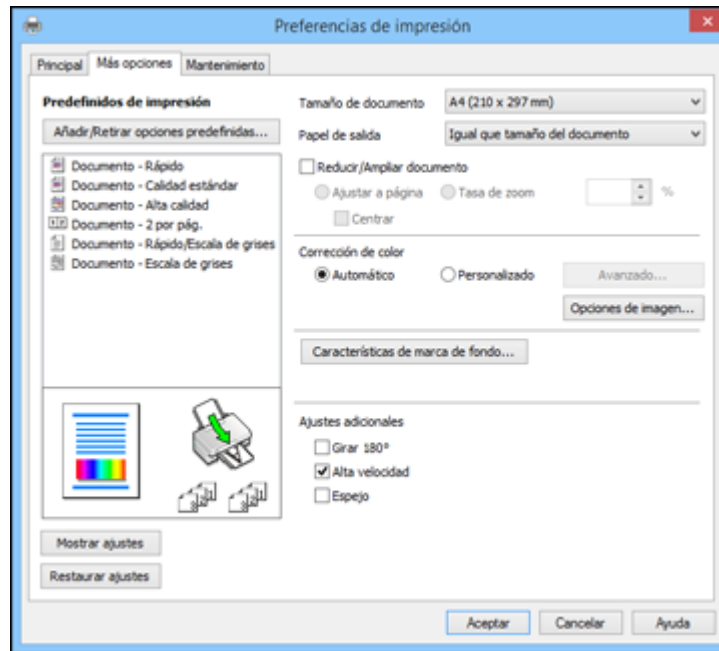 Preferencias de impresión
Principal
Más opciones
Mantenimiento
Predefinidos de impresión
Añadir/Retirar opciones predefinidas...
Documento - Rápido
Documento - Calidad estándar
Documento - Alta calidad
Documento - 2 por pág.
Documento - Rápido/Escala de grises
Documento - Escala de grises
Mostrar ajustes
Restaurar ajustes
Tamaño de documento
A4 (210 x 297 mm)
Papel de salida
Igual que tamaño del documento
Reducir/Ampliar documento
Ajustar a página
Tasa de zoom
%
Centrar
Corrección de color
Automático
Personalizado
Avanzado...
Opciones de imagen...
Características de marca de fondo...
Ajustes adicionales
Girar 180°
Alta velocidad
Espejo
Aceptar
Cancelar
Ayuda